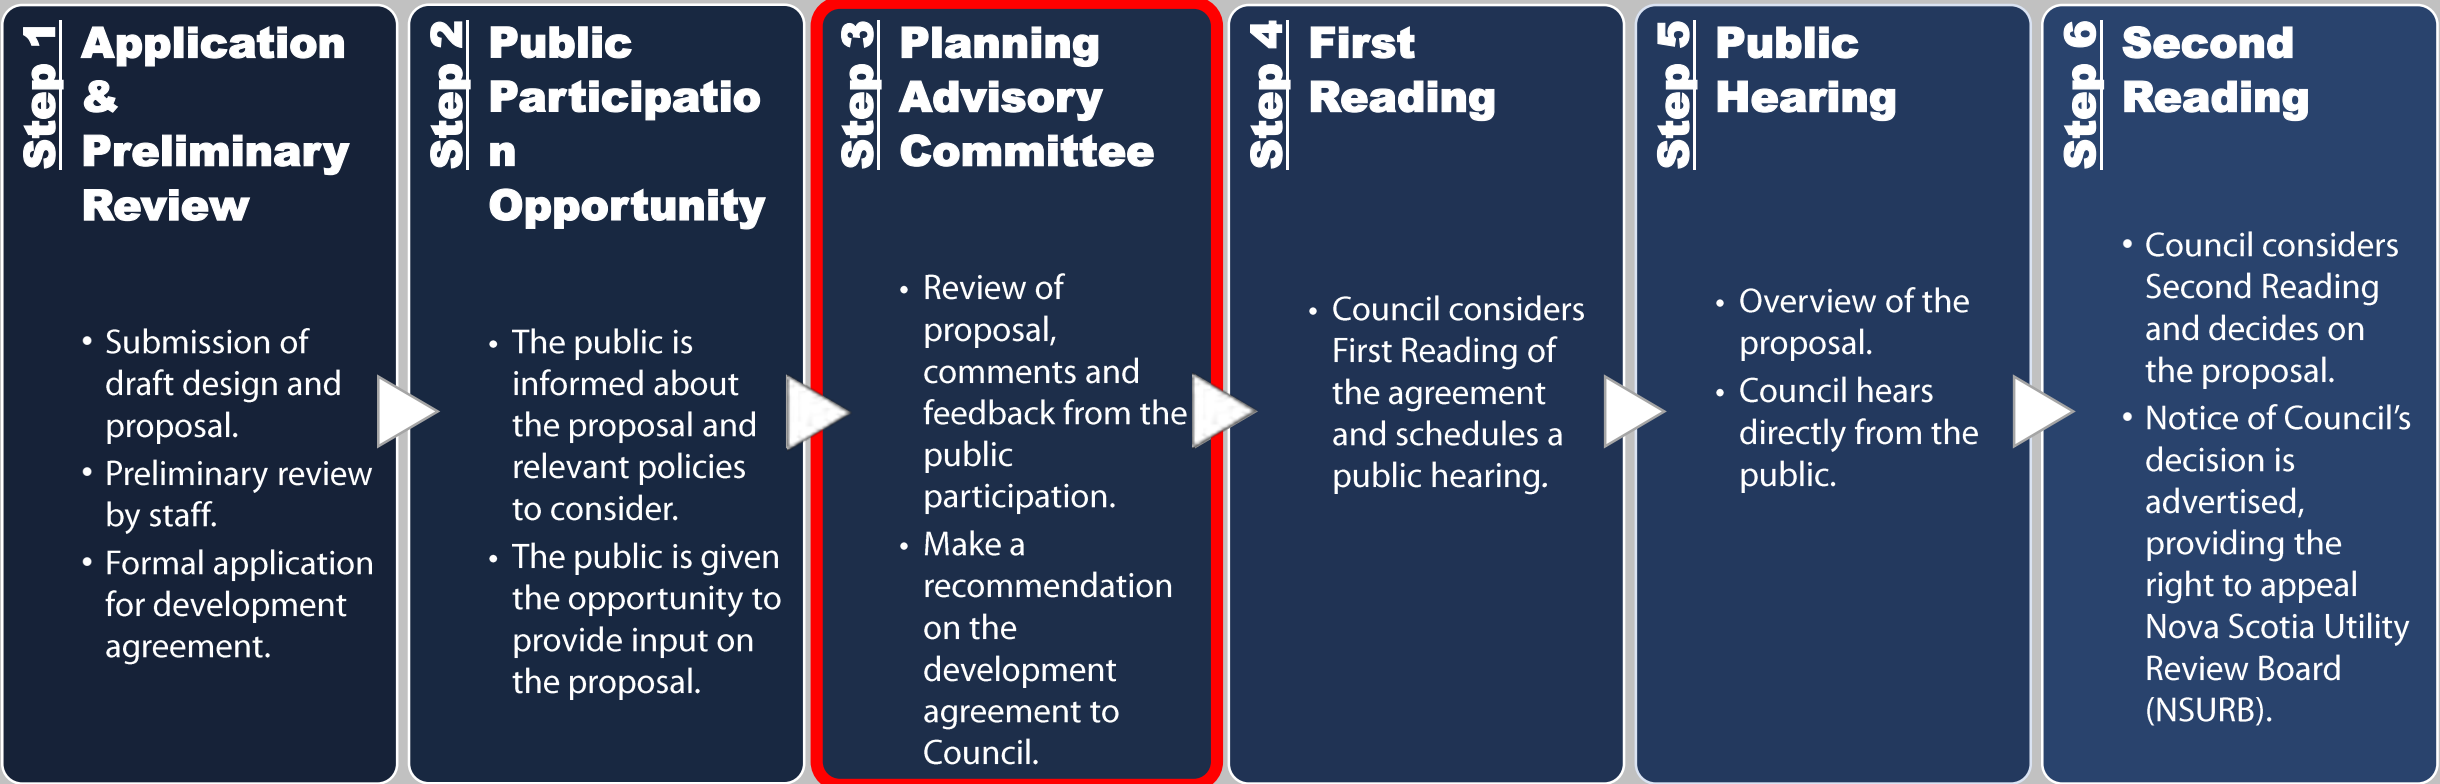 Step 1
Application
&
Preliminary
Review
• Submission of
draft design and
proposal.
• Preliminary review
by staff.
• Formal application
for development
agreement.
Step 2
Public
Participatio
n
Opportunity
• The public is
informed about
the proposal and
relevant policies
to consider.
• The public is given
the opportunity to
provide input on
the proposal.
Step 3
Planning
Advisory
Committee
• Review of
proposal,
comments and
feedback from the
public
participation.
• Make a
recommendation
on the
development
agreement to
Council.
Step 4
First
Reading
• Council considers
First Reading of
the agreement
and schedules a
public hearing.
Step 5
Public
Hearing
• Overview of the
proposal.
• Council hears
directly from the
public.
Step 6
Second
Reading
• Council considers
Second Reading
and decides on
the proposal.
• Notice of Council’s
decision is
advertised,
providing the
right to appeal
Nova Scotia Utility
Review Board
(NSURB).